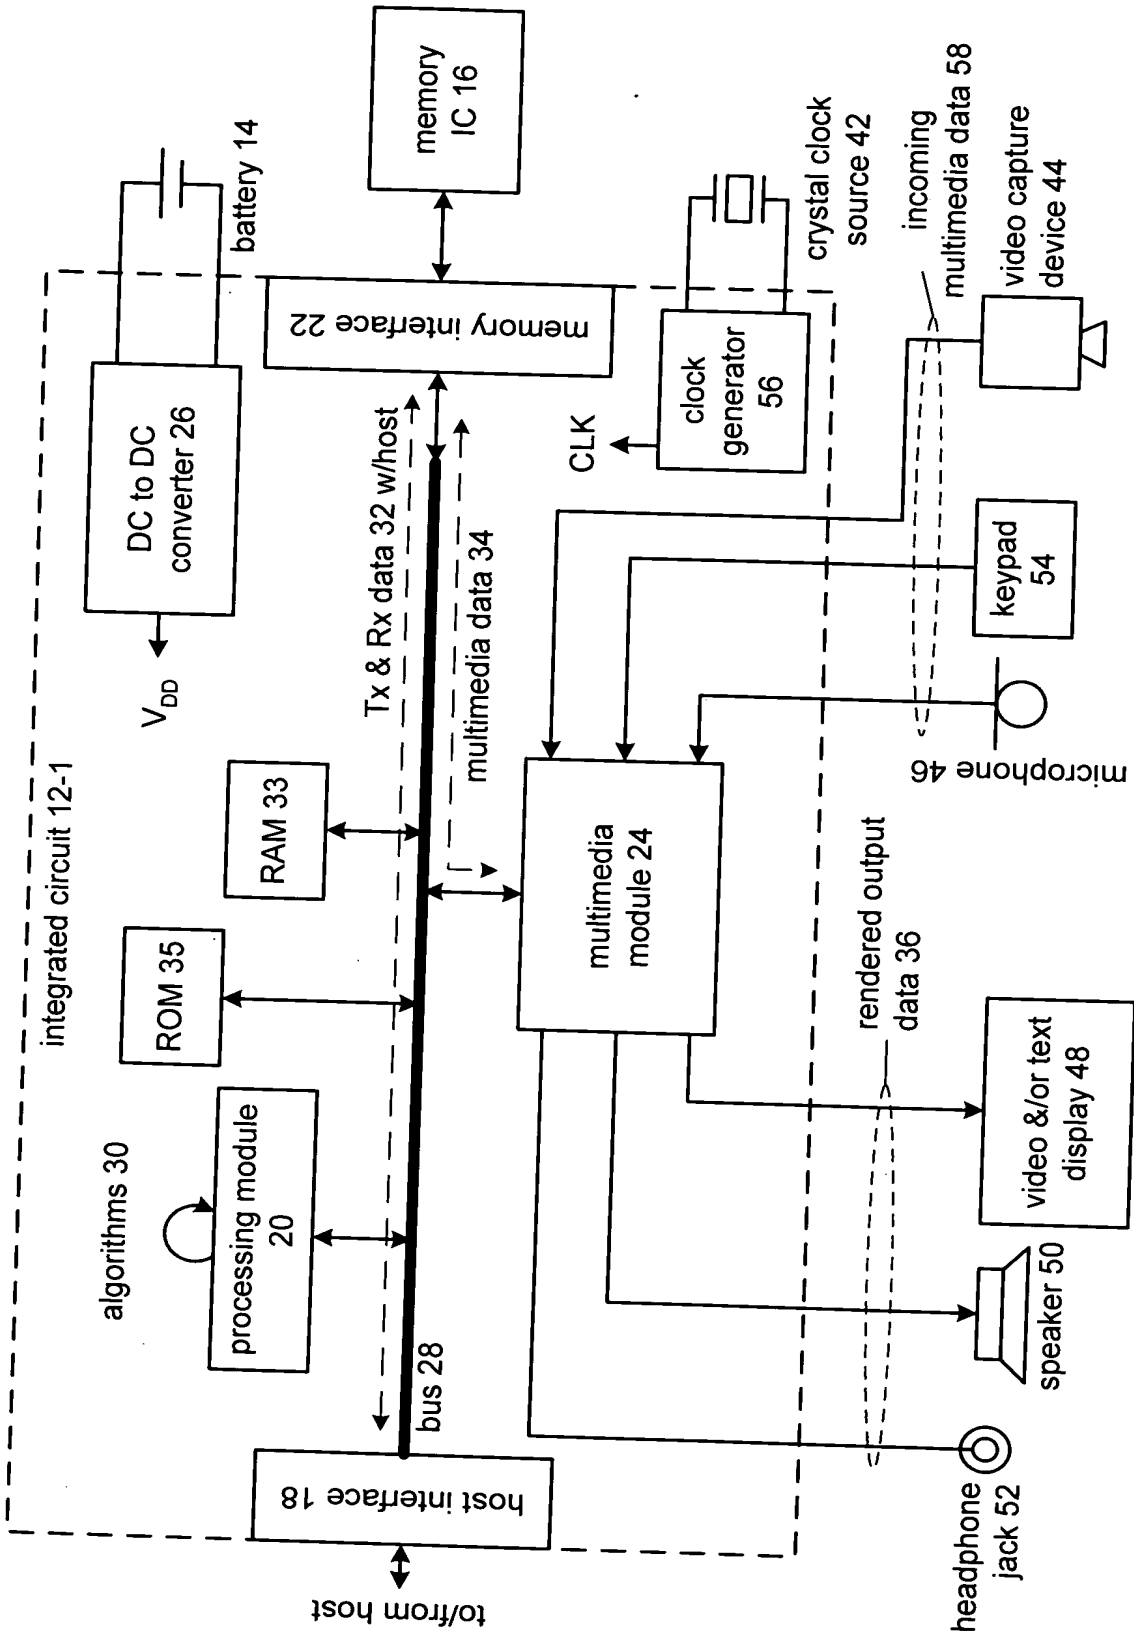 integrated circuit 12-1
DC to DC
converter 26
V_DD
battery 14
algorithms 30
processing module
20
ROM 35
RAM 33
Tx & Rx data 32 w/host
multimedia data 34
bus 28
to/from host
host interface 18
memory interface 22
memory
IC 16
CLK
clock
generator
56
crystal clock
source 42
multimedia
module 24
rendered output
data 36
incoming
multimedia data 58
headphone
jack 52
speaker 50
video &/or text
display 48
microphone 46
keypad
54
video capture
device 44